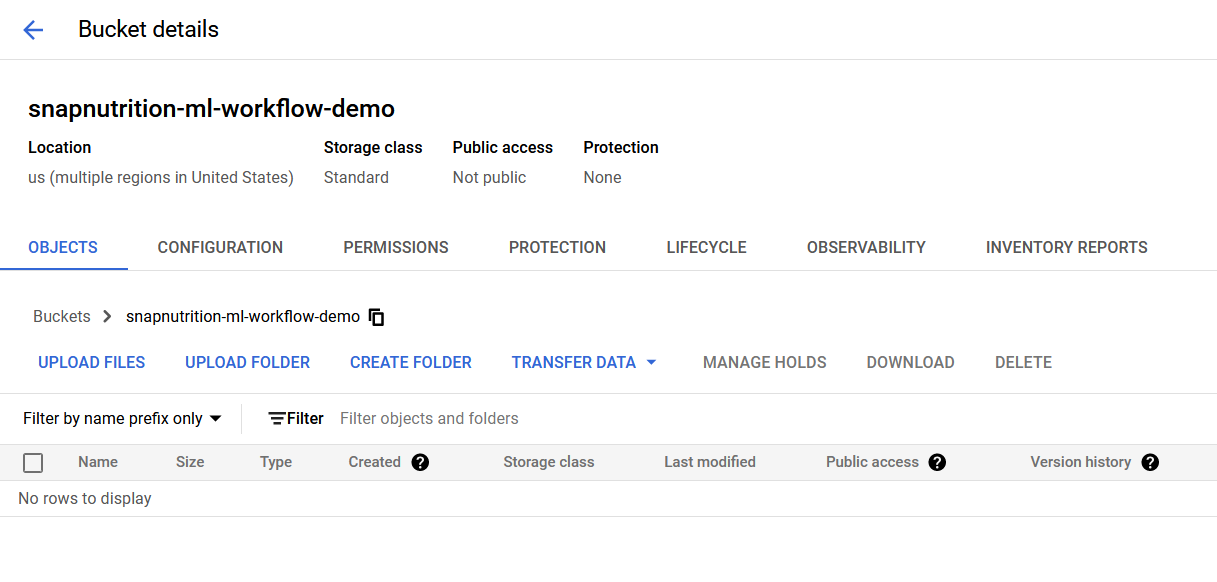 Bucket details
snapnutrition-ml-workflow-demo
Location Storage class Public access Protection
us (multiple regions in United States) Standard Not public None
OBJECTS CONFIGURATION PERMISSIONS PROTECTION LIFECYCLE OBSERVABILITY INVENTORY REPORTS
Buckets snapnutrition-ml-workflow-demo
UPLOAD FILES UPLOAD FOLDER CREATE FOLDER TRANSFER DATA MANAGE HOLDS DOWNLOAD DELETE
Filter by name prefix only Filter Filter objects and folders
Name Size Type Created ? Storage class Last modified Public access ? Version history ?
No rows to display